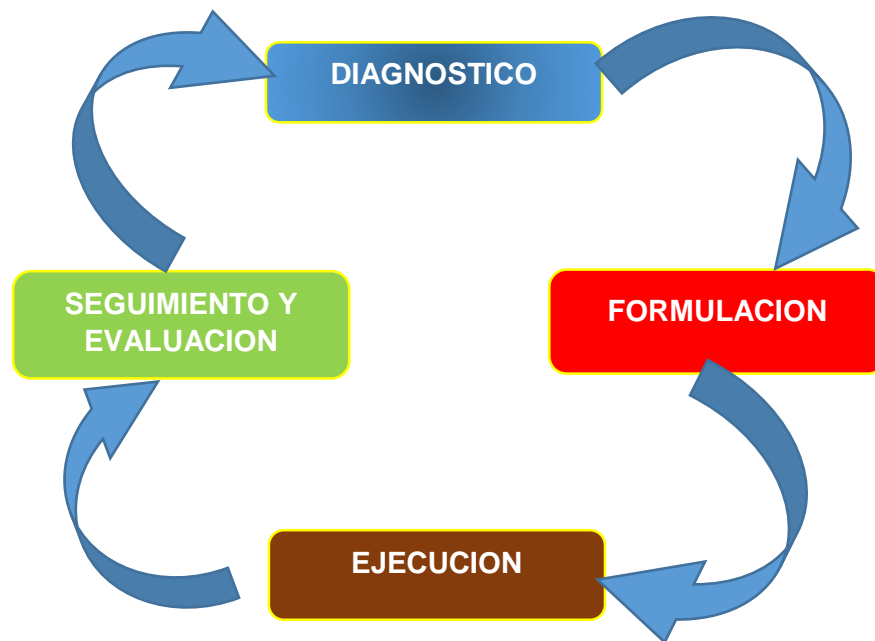 DIAGNOSTICO
FORMULACION
EJECUCION
SEGUIMIENTO Y
EVALUACION